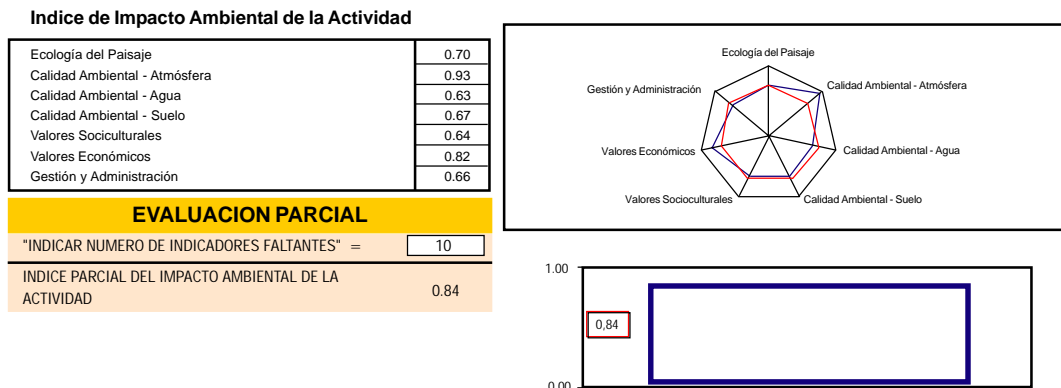 Indice de Impacto Ambiental de la Actividad
Ecología del Paisaje 0.70
Calidad Ambiental - Atmósfera 0.93
Calidad Ambiental - Agua 0.63
Calidad Ambiental - Suelo 0.67
Valores Sociculturales 0.64
Valores Económicos 0.82
Gestión y Administración 0.66
EVALUACION PARCIAL
"INDICAR NUMERO DE INDICADORES FALTANTES" = 10
INDICE PARCIAL DEL IMPACTO AMBIENTAL DE LA
ACTIVIDAD 0.84
Ecología del Paisaje
Gestión y Administración
Calidad Ambiental - Atmósfera
Valores Económicos
Calidad Ambiental - Agua
Valores Socioculturales
Calidad Ambiental - Suelo
1.00
0,84
0.00